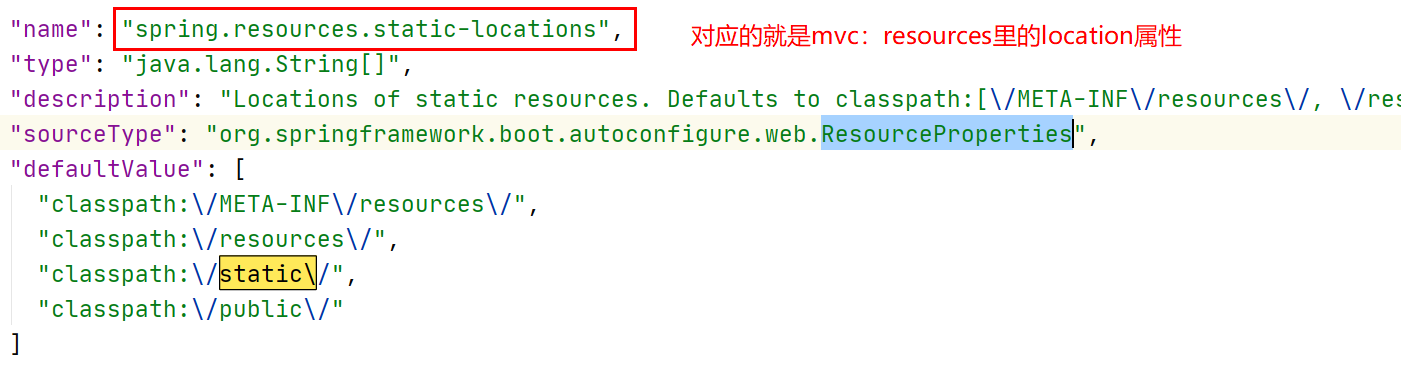 "name": "spring.resources.static-locations", 对应的就是mvc：resources里的location属性
"type": "java.lang.String[]",
"description": "Locations of static resources. Defaults to classpath:[\/META-INF\/resources\/, \/res
"sourceType": "org.springframework.boot.autoconfigure.web.ResourceProperties",
"defaultValue": [
"classpath:\/META-INF\/resources\/",
"classpath:\/resources\/",
"classpath:\/static\/",
"classpath:\/public\/"
]